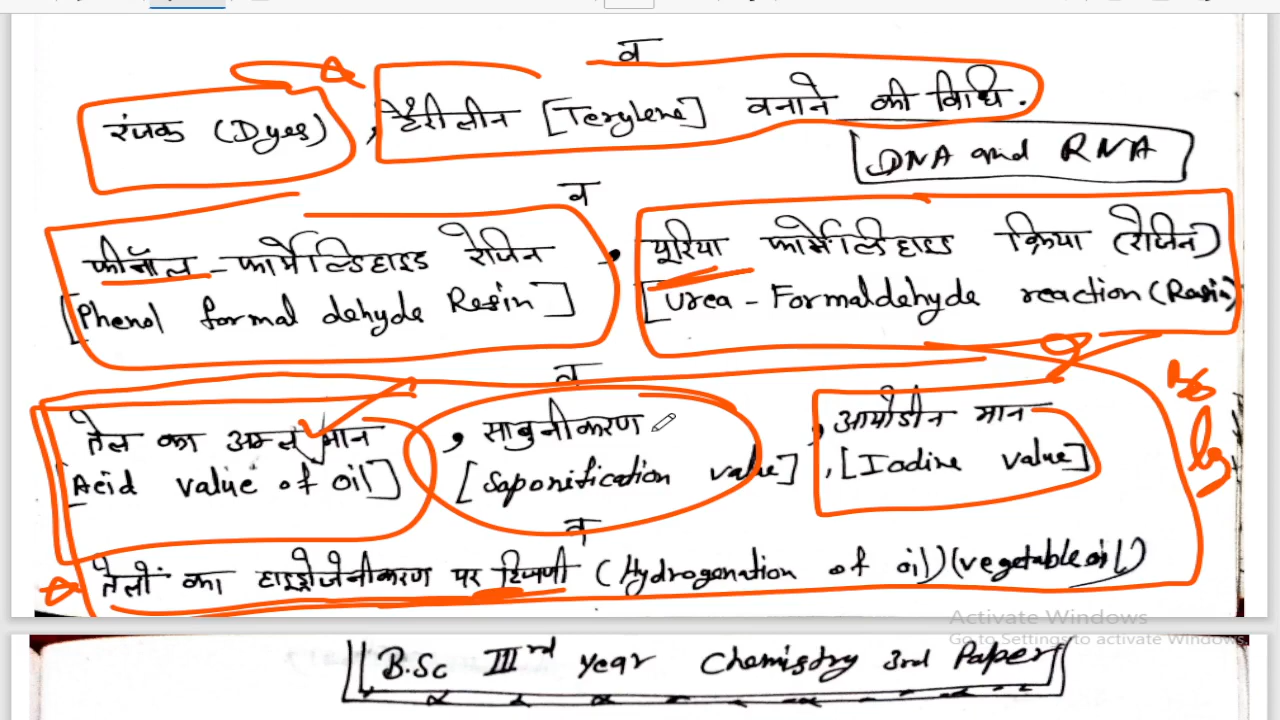 व
रंजक (Dyes) , टैरीलीन [Terylene] बनाने की विधि.
DNA and RNA
व
फीनॉल - फार्मेल्डिहाइड रेजिन • यूरिया फार्मेल्डिहाइड क्रिया (रेजिन)
[Phenol formal dehyde Resin] [Urea - Formaldehyde reaction (Resin)
व
तेल का अम्ल मान , साबुनीकरण , आयोडीन मान
[Acid value of oil] [Saponification value] , [Iodine value]
व
तेलों का हाइड्रोजेनीकरण पर टिप्पणी (Hydrogenation of oil) (vegetable oil)
Activate Windows
Go to Settings to activate Windows.
B.Sc IIIrd year Chemistry 3rd Paper